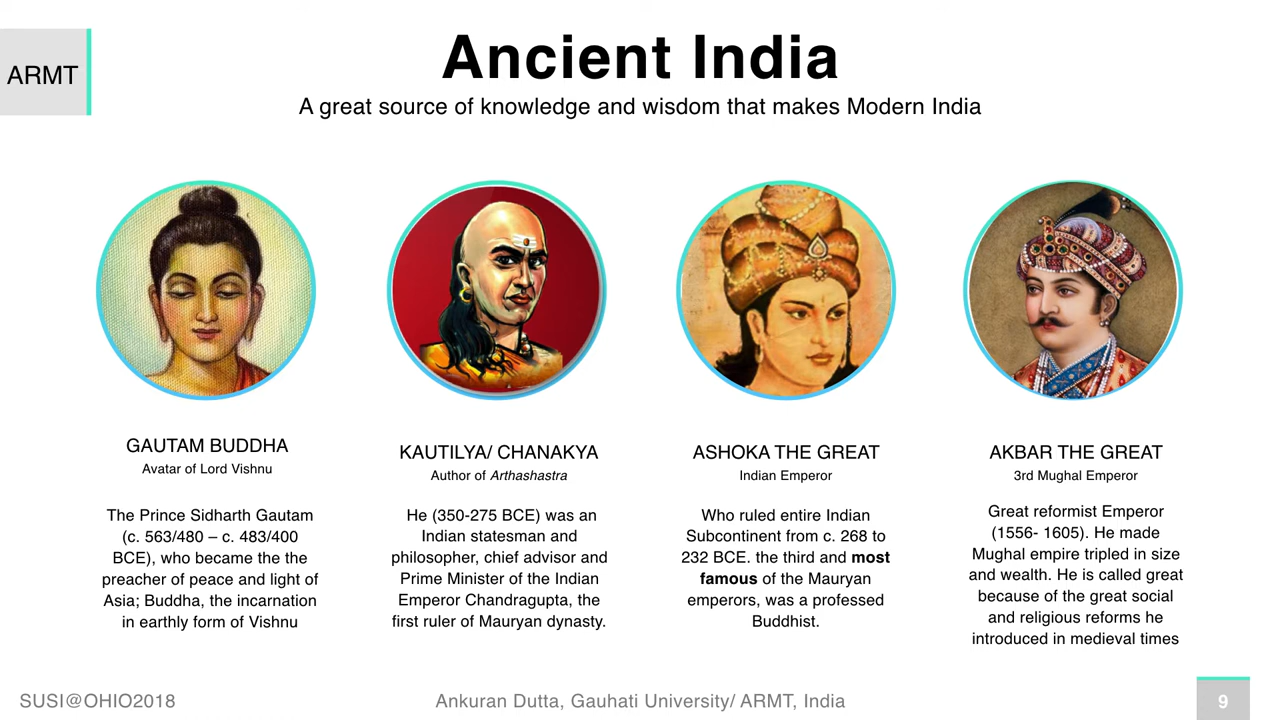 ARMT
Ancient India
A great source of knowledge and wisdom that makes Modern India
GAUTAM BUDDHA
Avatar of Lord Vishnu
The Prince Sidharth Gautam
(c. 563/480 – c. 483/400
BCE), who became the the
preacher of peace and light of
Asia; Buddha, the incarnation
in earthly form of Vishnu
KAUTILYA/ CHANAKYA
Author of Arthashastra
He (350-275 BCE) was an
Indian statesman and
philosopher, chief advisor and
Prime Minister of the Indian
Emperor Chandragupta, the
first ruler of Mauryan dynasty.
ASHOKA THE GREAT
Indian Emperor
Who ruled entire Indian
Subcontinent from c. 268 to
232 BCE. the third and most
famous of the Mauryan
emperors, was a professed
Buddhist.
AKBAR THE GREAT
3rd Mughal Emperor
Great reformist Emperor
(1556- 1605). He made
Mughal empire tripled in size
and wealth. He is called great
because of the great social
and religious reforms he
introduced in medieval times
SUSI@OHIO2018
Ankuran Dutta, Gauhati University/ ARMT, India
9